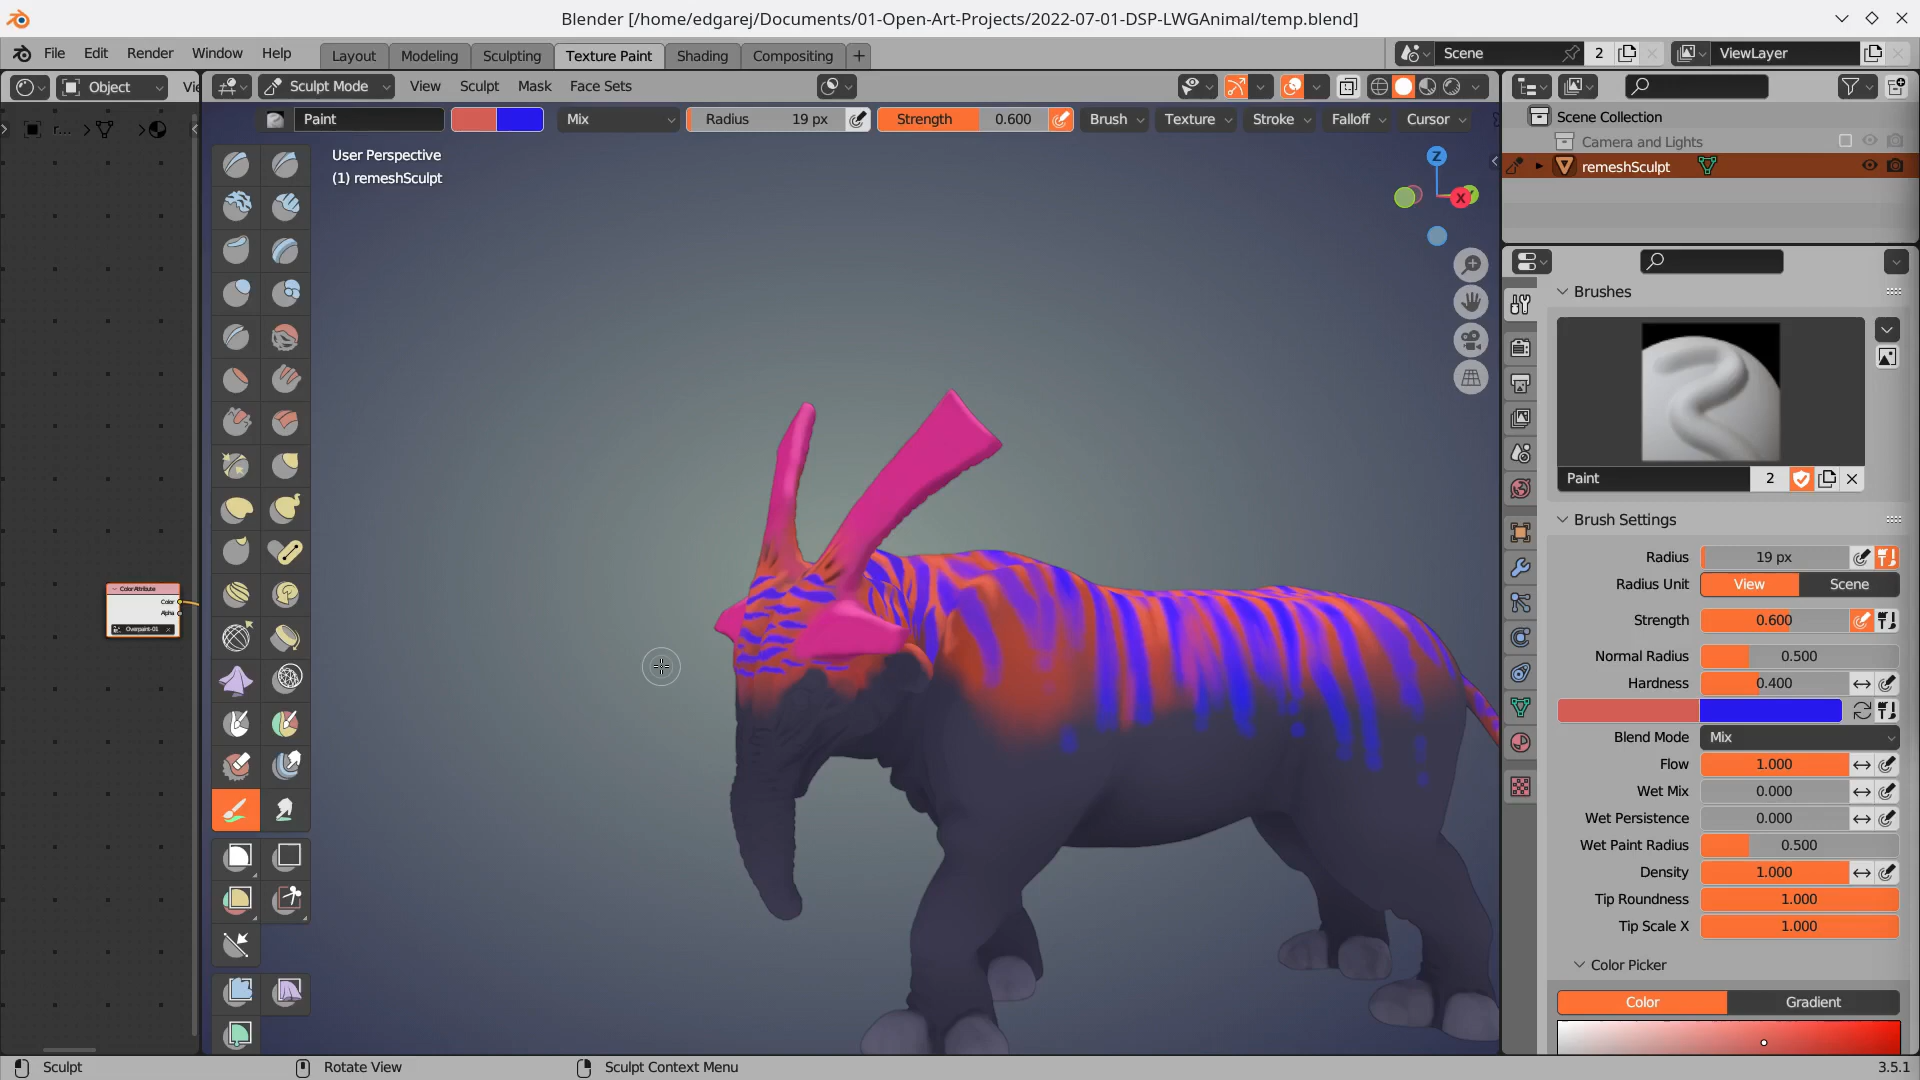 Blender [/home/edgarej/Documents/01-Open-Art-Projects/2022-07-01-DSP-LWGAnimal/temp.blend]
File Edit Render Window Help
Layout Modeling Sculpting Texture Paint Shading Compositing +
Scene 2
ViewLayer
Object
Sculpt Mode View Sculpt Mask Face Sets
Paint Mix Radius 19 px Strength 0.600 Brush Texture Stroke Falloff Cursor
User Perspective
(1) remeshSculpt
Z
X
Scene Collection
Camera and Lights
remeshSculpt
Brushes
Paint 2
Brush Settings
Radius 19 px
Radius Unit View Scene
Strength 0.600
Normal Radius 0.500
Hardness 0.400
Blend Mode Mix
Flow 1.000
Wet Mix 0.000
Wet Persistence 0.000
Wet Paint Radius 0.500
Density 1.000
Tip Roundness 1.000
Tip Scale X 1.000
Color Picker
Color Gradient
Color Attribute
Color
Alpha
Overpaint-01
Sculpt Rotate View Sculpt Context Menu 3.5.1